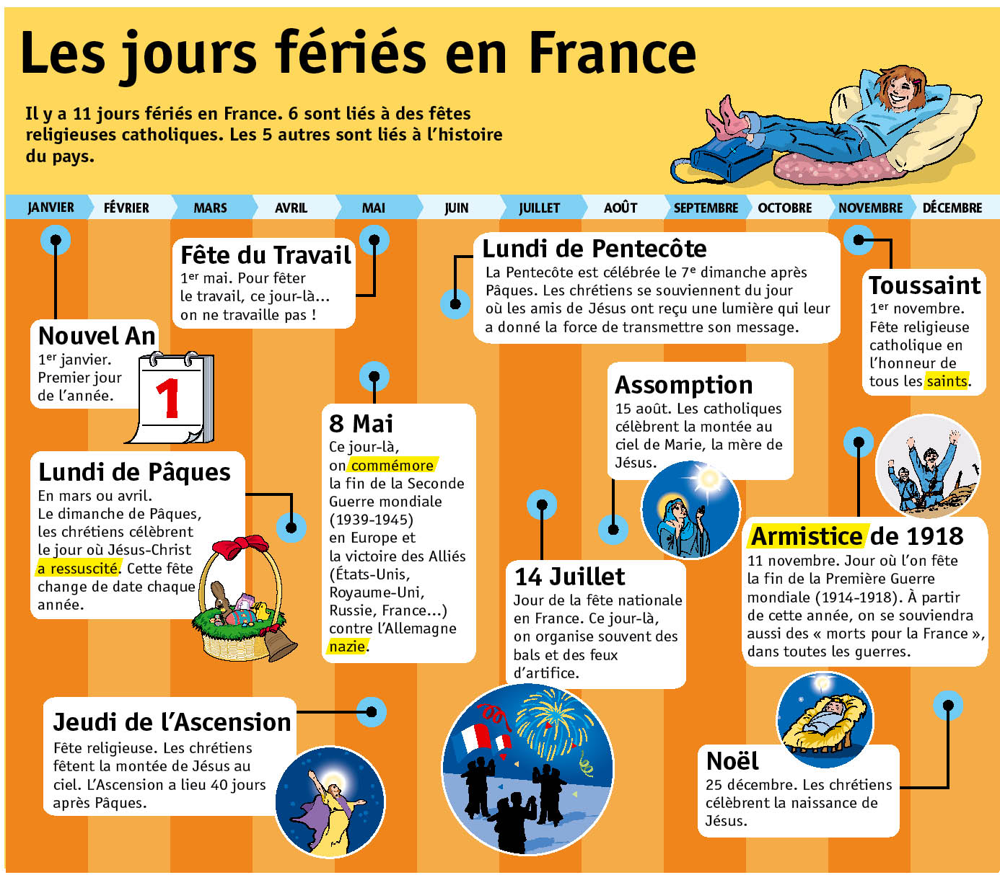 Les jours fériés en France
Il y a 11 jours fériés en France. 6 sont liés à des fêtes
religieuses catholiques. Les 5 autres sont liés à l’histoire
du pays.
JANVIER FÉVRIER MARS AVRIL MAI JUIN JUILLET AOÛT SEPTEMBRE OCTOBRE NOVEMBRE DÉCEMBRE
Nouvel An
1er janvier.
Premier jour
de l’année.
1
Fête du Travail
1er mai. Pour fêter
le travail, ce jour-là...
on ne travaille pas !
Lundi de Pentecôte
La Pentecôte est célébrée le 7e dimanche après
Pâques. Les chrétiens se souviennent du jour
où les amis de Jésus ont reçu une lumière qui leur
a donné la force de transmettre son message.
Toussaint
1er novembre.
Fête religieuse
catholique en
l’honneur de
tous les saints.
Lundi de Pâques
En mars ou avril.
Le dimanche de Pâques,
les chrétiens célèbrent
le jour où Jésus-Christ
a ressuscité. Cette fête
change de date chaque
année.
8 Mai
Ce jour-là,
on commémore
la fin de la Seconde
Guerre mondiale
(1939-1945)
en Europe et
la victoire des Alliés
(États-Unis,
Royaume-Uni,
Russie, France...)
contre l’Allemagne
nazie.
Assomption
15 août. Les catholiques
célèbrent la montée au
ciel de Marie, la mère de
Jésus.
14 Juillet
Jour de la fête nationale
en France. Ce jour-là,
on organise souvent des
bals et des feux
d’artifice.
Armistice de 1918
11 novembre. Jour où l’on fête
la fin de la Première Guerre
mondiale (1914-1918). À partir
de cette année, on se souviendra
aussi des « morts pour la France »,
dans toutes les guerres.
Jeudi de l’Ascension
Fête religieuse. Les chrétiens
fêtent la montée de Jésus au
ciel. L’Ascension a lieu 40 jours
après Pâques.
Noël
25 décembre. Les chrétiens
célèbrent la naissance de
Jésus.